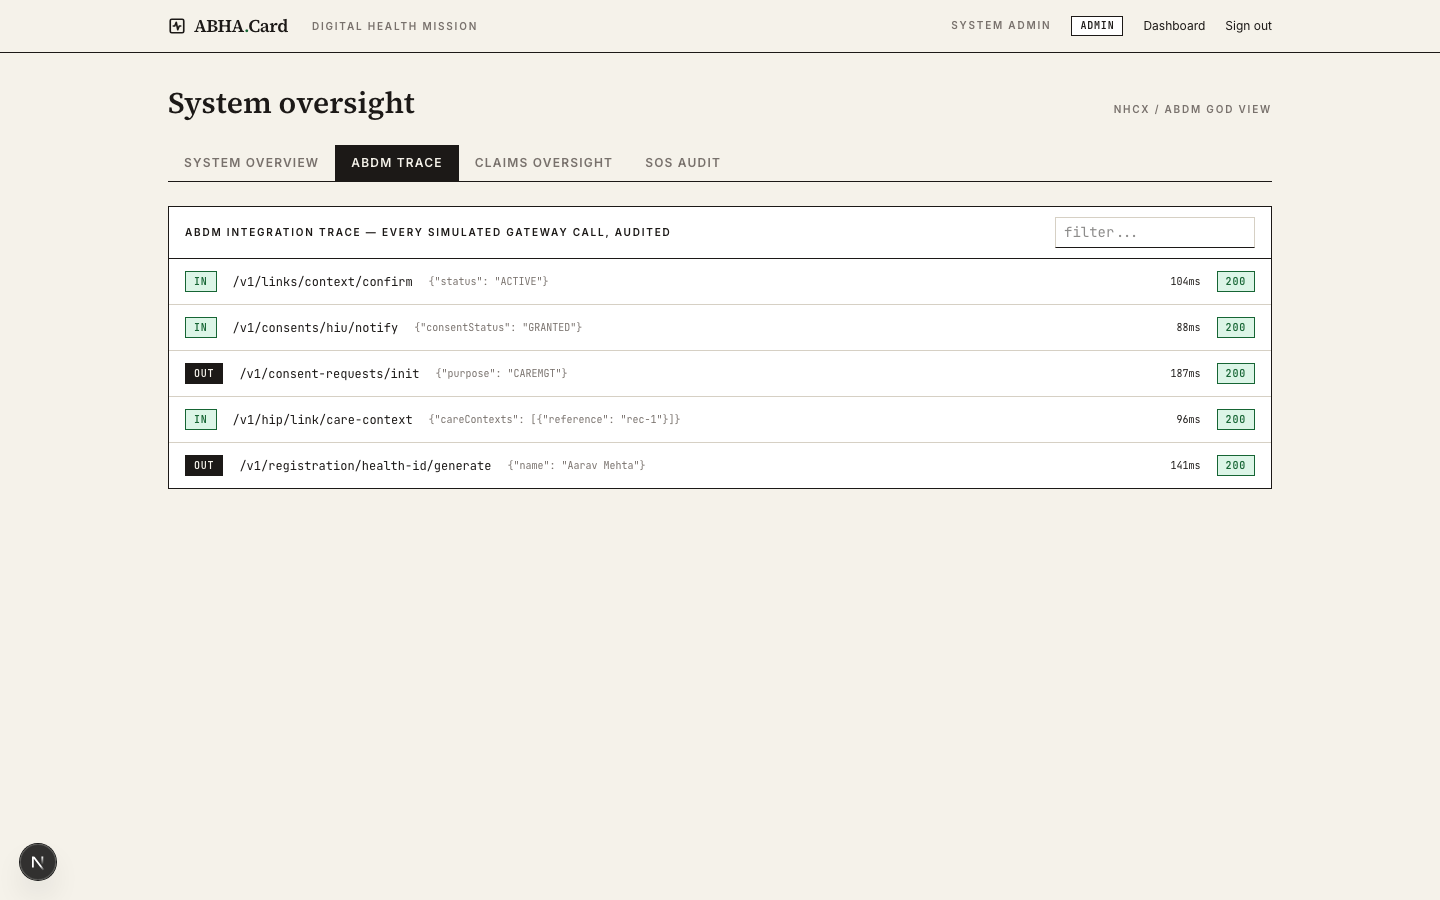 ABHA.Card DIGITAL HEALTH MISSION SYSTEM ADMIN ADMIN Dashboard Sign out
System oversight NHCX / ABDM GOD VIEW
SYSTEM OVERVIEW ABDM TRACE CLAIMS OVERSIGHT SOS AUDIT
ABDM INTEGRATION TRACE — EVERY SIMULATED GATEWAY CALL, AUDITED filter...
IN /v1/links/context/confirm {"status": "ACTIVE"} 104ms 200
IN /v1/consents/hiu/notify {"consentStatus": "GRANTED"} 88ms 200
OUT /v1/consent-requests/init {"purpose": "CAREMGT"} 187ms 200
IN /v1/hip/link/care-context {"careContexts": [{"reference": "rec-1"}]} 96ms 200
OUT /v1/registration/health-id/generate {"name": "Aarav Mehta"} 141ms 200
N